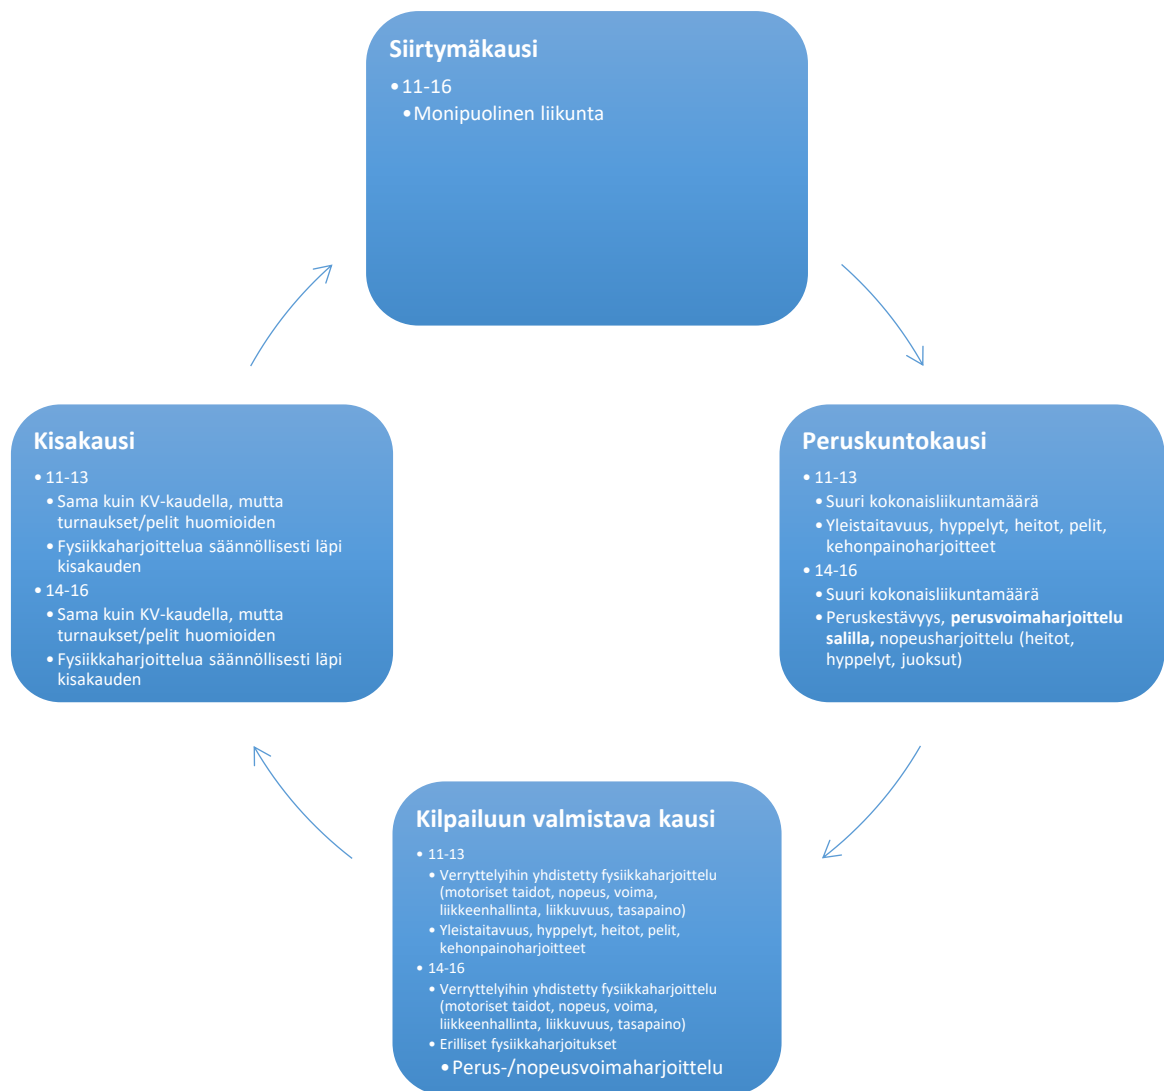 Siirtymäkausi
•11-16
•Monipuolinen liikunta
Peruskuntokausi
•11-13
•Suuri kokonaisliikuntamäärä
•Yleistaitavuus, hyppelyt, heitot, pelit,
kehonpainoharjoitteet
•14-16
•Suuri kokonaisliikuntamäärä
•Peruskestävyys, perusvoimaharjoittelu
salilla, nopeusharjoittelu (heitot,
hyppelyt, juoksut)
Kilpailuun valmistava kausi
• 11-13
• Verryttelyihin yhdistetty fysiikkaharjoittelu
(motoriset taidot, nopeus, voima,
liikkeenhallinta, liikkuvuus, tasapaino)
• Yleistaitavuus, hyppelyt, heitot, pelit,
kehonpainoharjoitteet
• 14-16
• Verryttelyihin yhdistetty fysiikkaharjoittelu
(motoriset taidot, nopeus, voima,
liikkeenhallinta, liikkuvuus, tasapaino)
• Erilliset fysiikkaharjoitukset
•Perus-/nopeusvoimaharjoittelu
Kisakausi
•11-13
•Sama kuin KV-kaudella, mutta
turnaukset/pelit huomioiden
•Fysiikkaharjoittelua säännöllisesti läpi
kisakauden
•14-16
•Sama kuin KV-kaudella, mutta
turnaukset/pelit huomioiden
•Fysiikkaharjoittelua säännöllisesti läpi
kisakauden